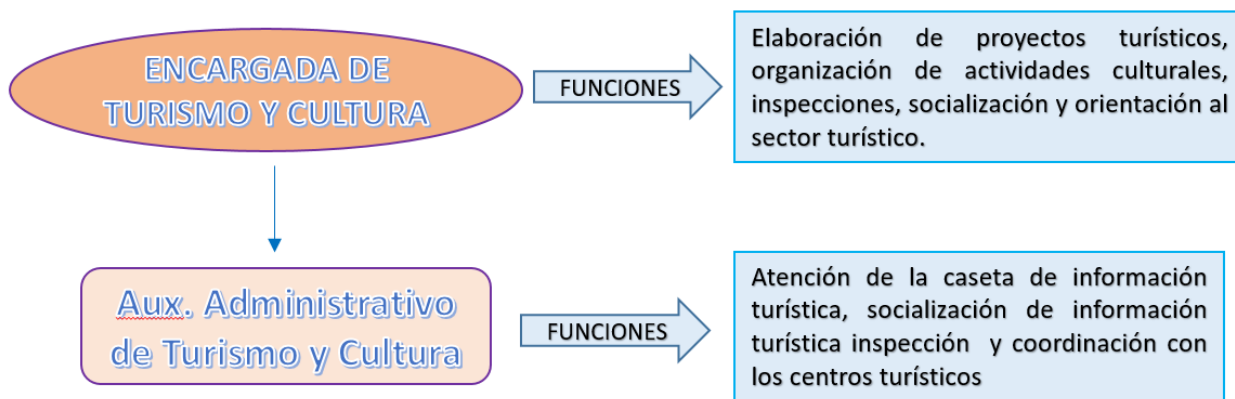 ENCARGADA DE
TURISMO Y CULTURA
FUNCIONES
Elaboración de proyectos turísticos,
organización de actividades culturales,
inspecciones, socialización y orientación al
sector turístico.
Aux. Administrativo
de Turismo y Cultura
FUNCIONES
Atención de la caseta de información
turística, socialización de información
turística inspección y coordinación con
los centros turísticos